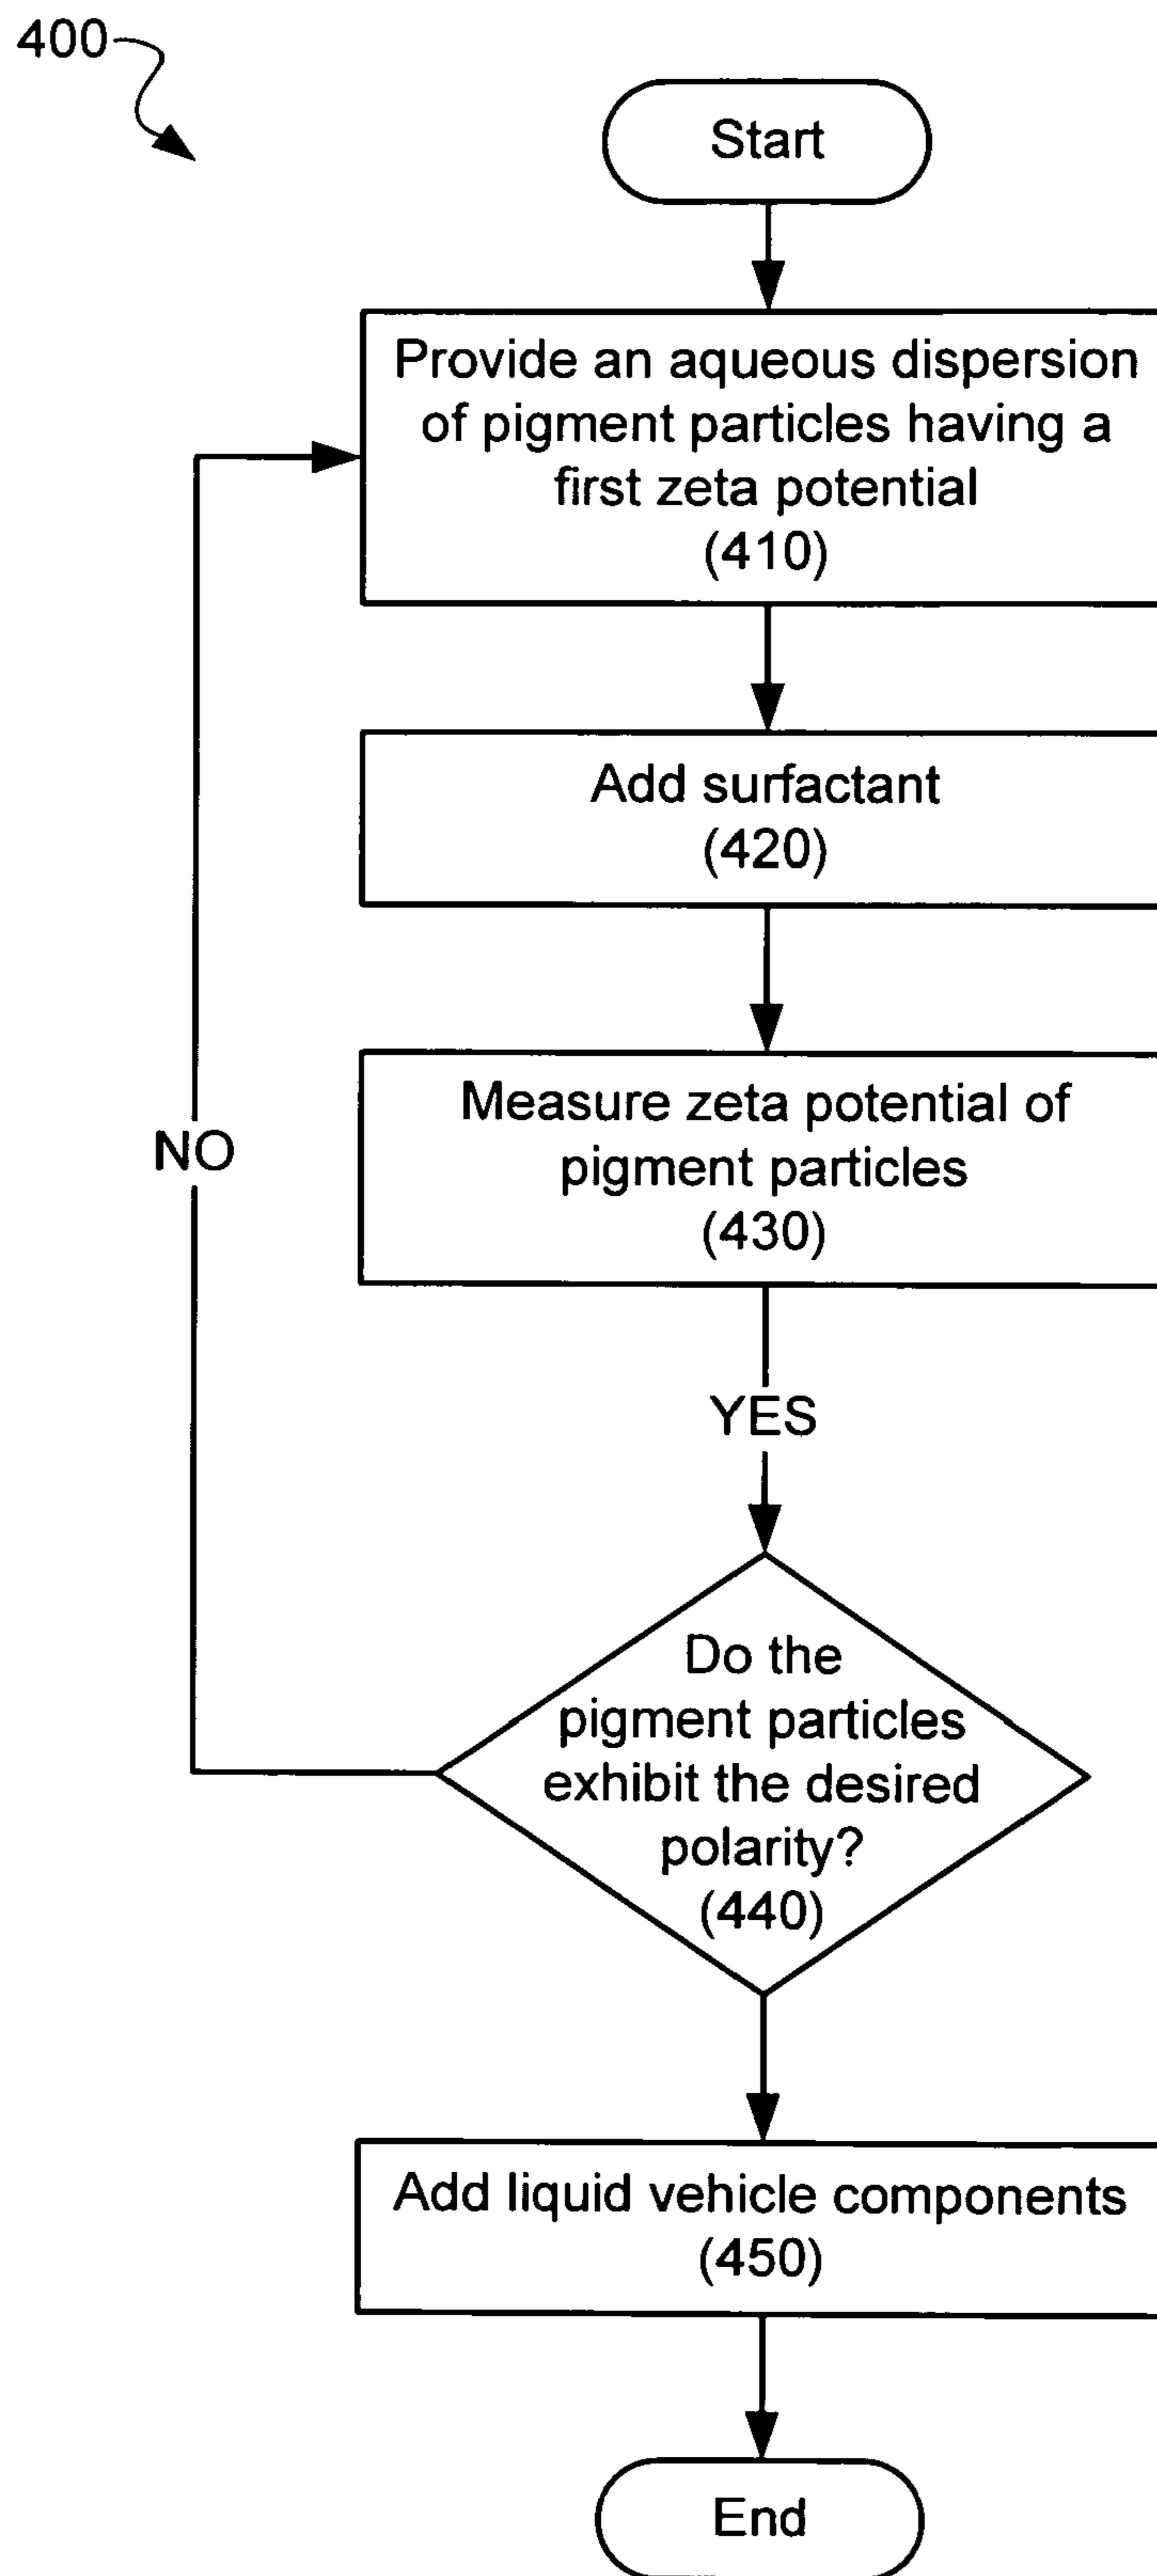 400
Start
Provide an aqueous dispersion
of pigment particles having a
first zeta potential
(410)
Add surfactant
(420)
Measure zeta potential of
pigment particles
(430)
NO
YES
Do the
pigment particles
exhibit the desired
polarity?
(440)
Add liquid vehicle components
(450)
End